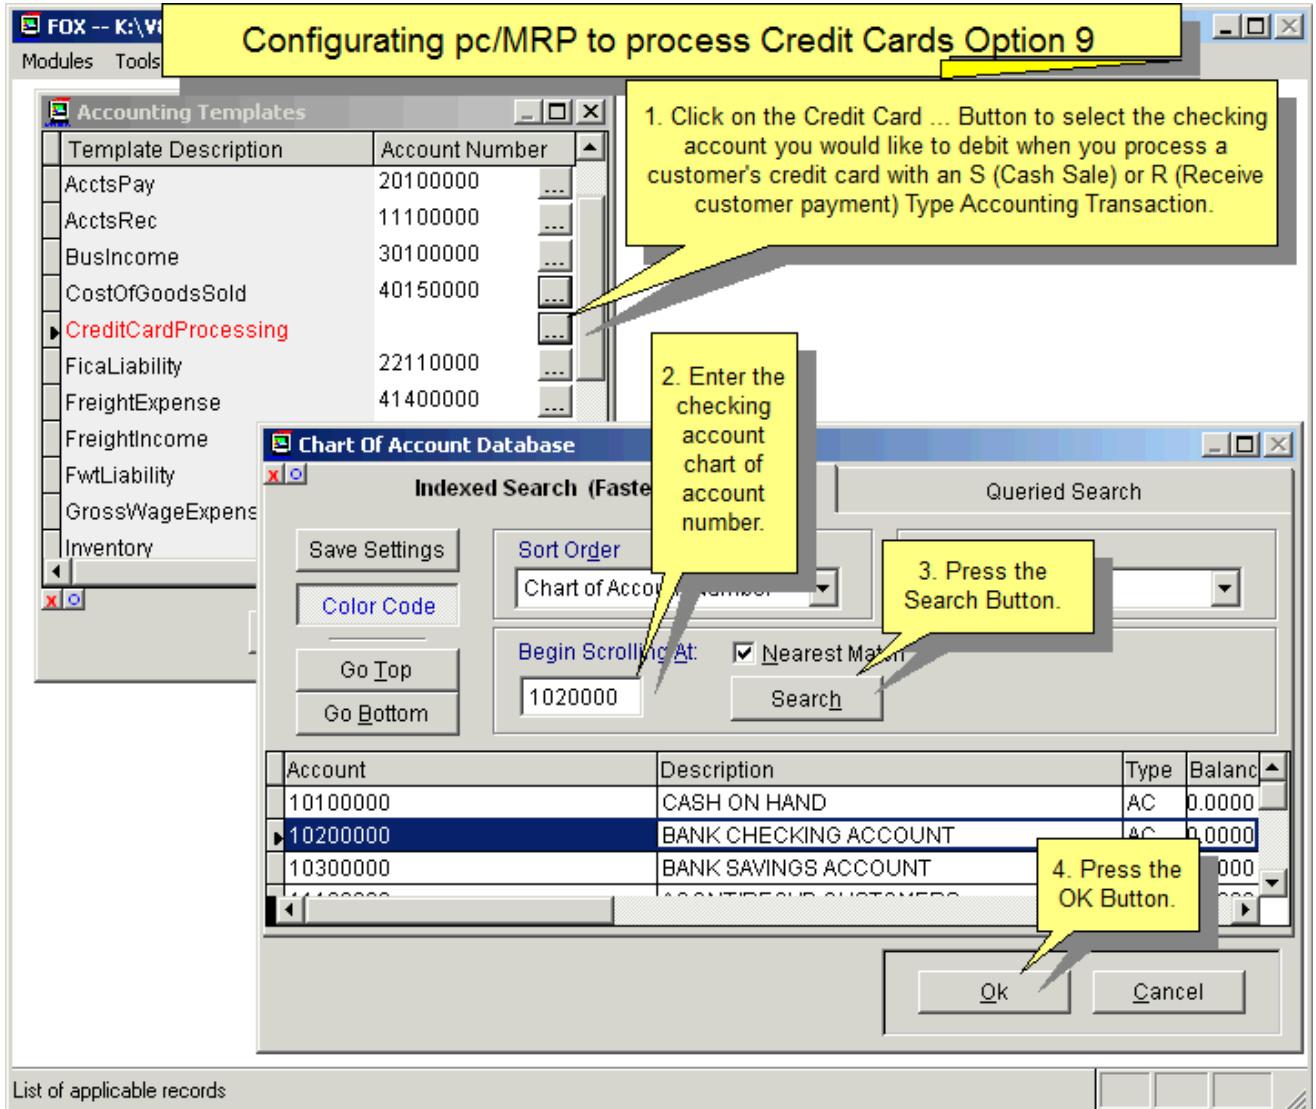 FOX -- K:\V8
Configurating pc/MRP to process Credit Cards Option 9
Modules Tools
Accounting Templates
Template Description Account Number
AcctsPay 20100000 ...
AcctsRec 11100000 ...
BusIncome 30100000 ...
CostOfGoodsSold 40150000 ...
CreditCardProcessing ...
FicaLiability 22110000 ...
FreightExpense 41400000 ...
FreightIncome
FwtLiability
GrossWageExpens
Inventory
1. Click on the Credit Card ... Button to select the checking
account you would like to debit when you process a
customer's credit card with an S (Cash Sale) or R (Receive
customer payment) Type Accounting Transaction.
2. Enter the
checking
account
chart of
account
number.
Chart Of Account Database
Indexed Search (Faste
Queried Search
Save Settings
Color Code
Go Top
Go Bottom
Sort Order
Chart of Account Number
3. Press the
Search Button.
Begin Scrolling At:
Nearest Match
1020000
Search
Account Description Type Balanc
10100000 CASH ON HAND AC 0.0000
10200000 BANK CHECKING ACCOUNT AC 0.0000
10300000 BANK SAVINGS ACCOUNT 000
4. Press the
OK Button.
Ok
Cancel
List of applicable records